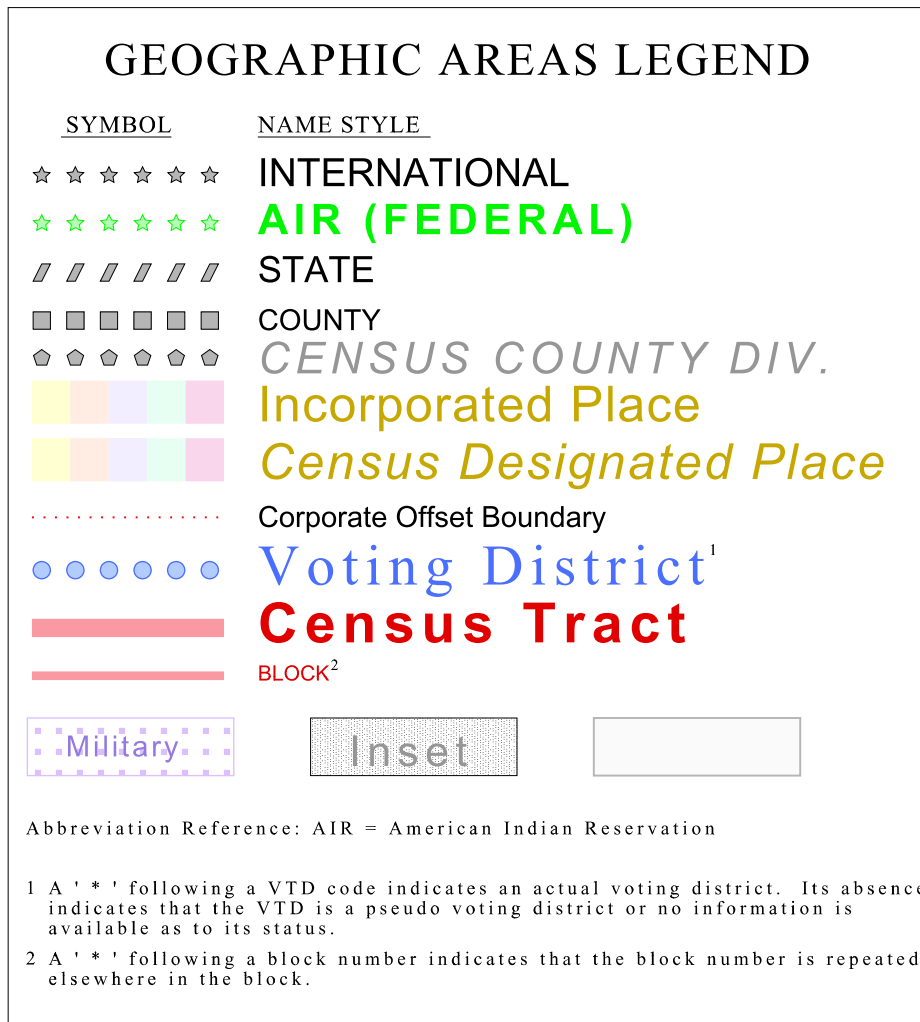 GEOGRAPHIC AREAS LEGEND
SYMBOL NAME STYLE
INTERNATIONAL
AIR (FEDERAL)
STATE
COUNTY
CENSUS COUNTY DIV.
Incorporated Place
Census Designated Place
Corporate Offset Boundary
Voting District1
Census Tract
BLOCK2
Military Inset
Abbreviation Reference: AIR = American Indian Reservation
1 A ' * ' following a VTD code indicates an actual voting district. Its absence
indicates that the VTD is a pseudo voting district or no information is
available as to its status.
2 A ' * ' following a block number indicates that the block number is repeated
elsewhere in the block.